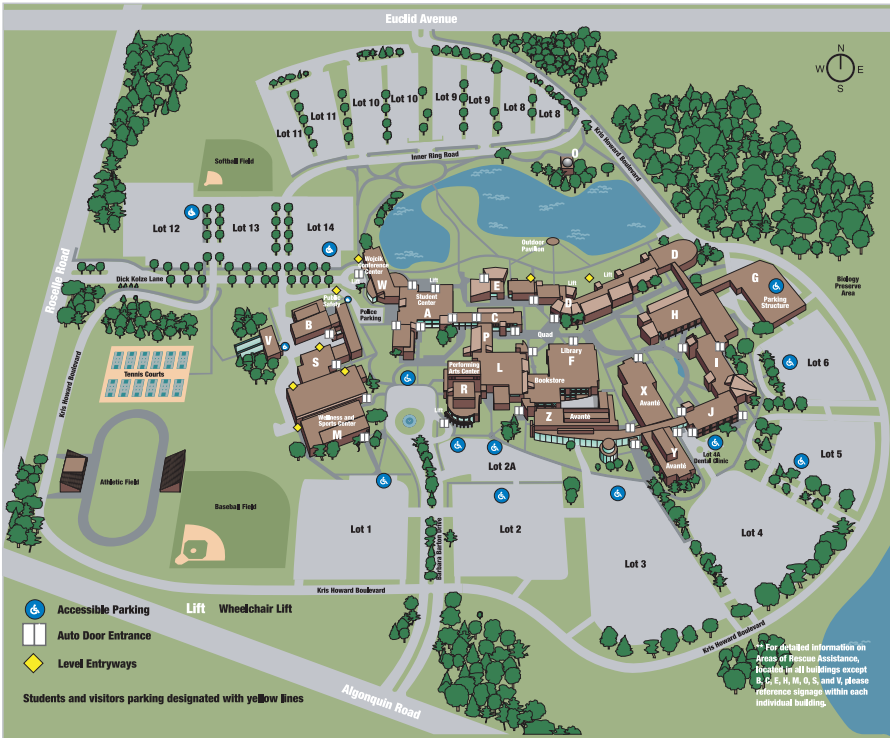 Euclid Avenue
N
W E
S
Lot 11
Lot 11
Lot 10
Lot 10
Lot 9
Lot 9
Lot 8
Lot 8
Kris Howard Boulevard
Inner Ring Road
Softball Field
O
Lot 12
Lot 13
Lot 14
Roselle Road
Dick Kolze Lane
Wojcik
Conference
Center
Lift
W
Student
Center
Lift
A
Outdoor
Pavilion
E
Lift
Lift
D
D
G
Parking
Structure
Biology
Preserve
Area
Public
Safety
Police
Parking
B
V
S
C
P
Quad
H
I
Performing
Arts Center
L
Library
F
Bookstore
R
Lift
Z
Avanté
X
Avanté
J
Y
Avanté
Lot 4A
Dental Clinic
Lot 6
Lot 5
Kris Howard Boulevard
Tennis Courts
Wellness and
Sports Center
M
Athletic Field
Baseball Field
Lot 1
Lot 2A
Lot 2
Lot 3
Lot 4
Barbara Barton Drive
Kris Howard Boulevard
Kris Howard Boulevard
Algonquin Road
Accessible Parking
Lift Wheelchair Lift
Auto Door Entrance
Level Entryways
Students and visitors parking designated with yellow lines
** For detailed information on
Areas of Rescue Assistance,
located in all buildings except
B, C, E, H, M, O, S, and V, please
reference signage within each
individual building.